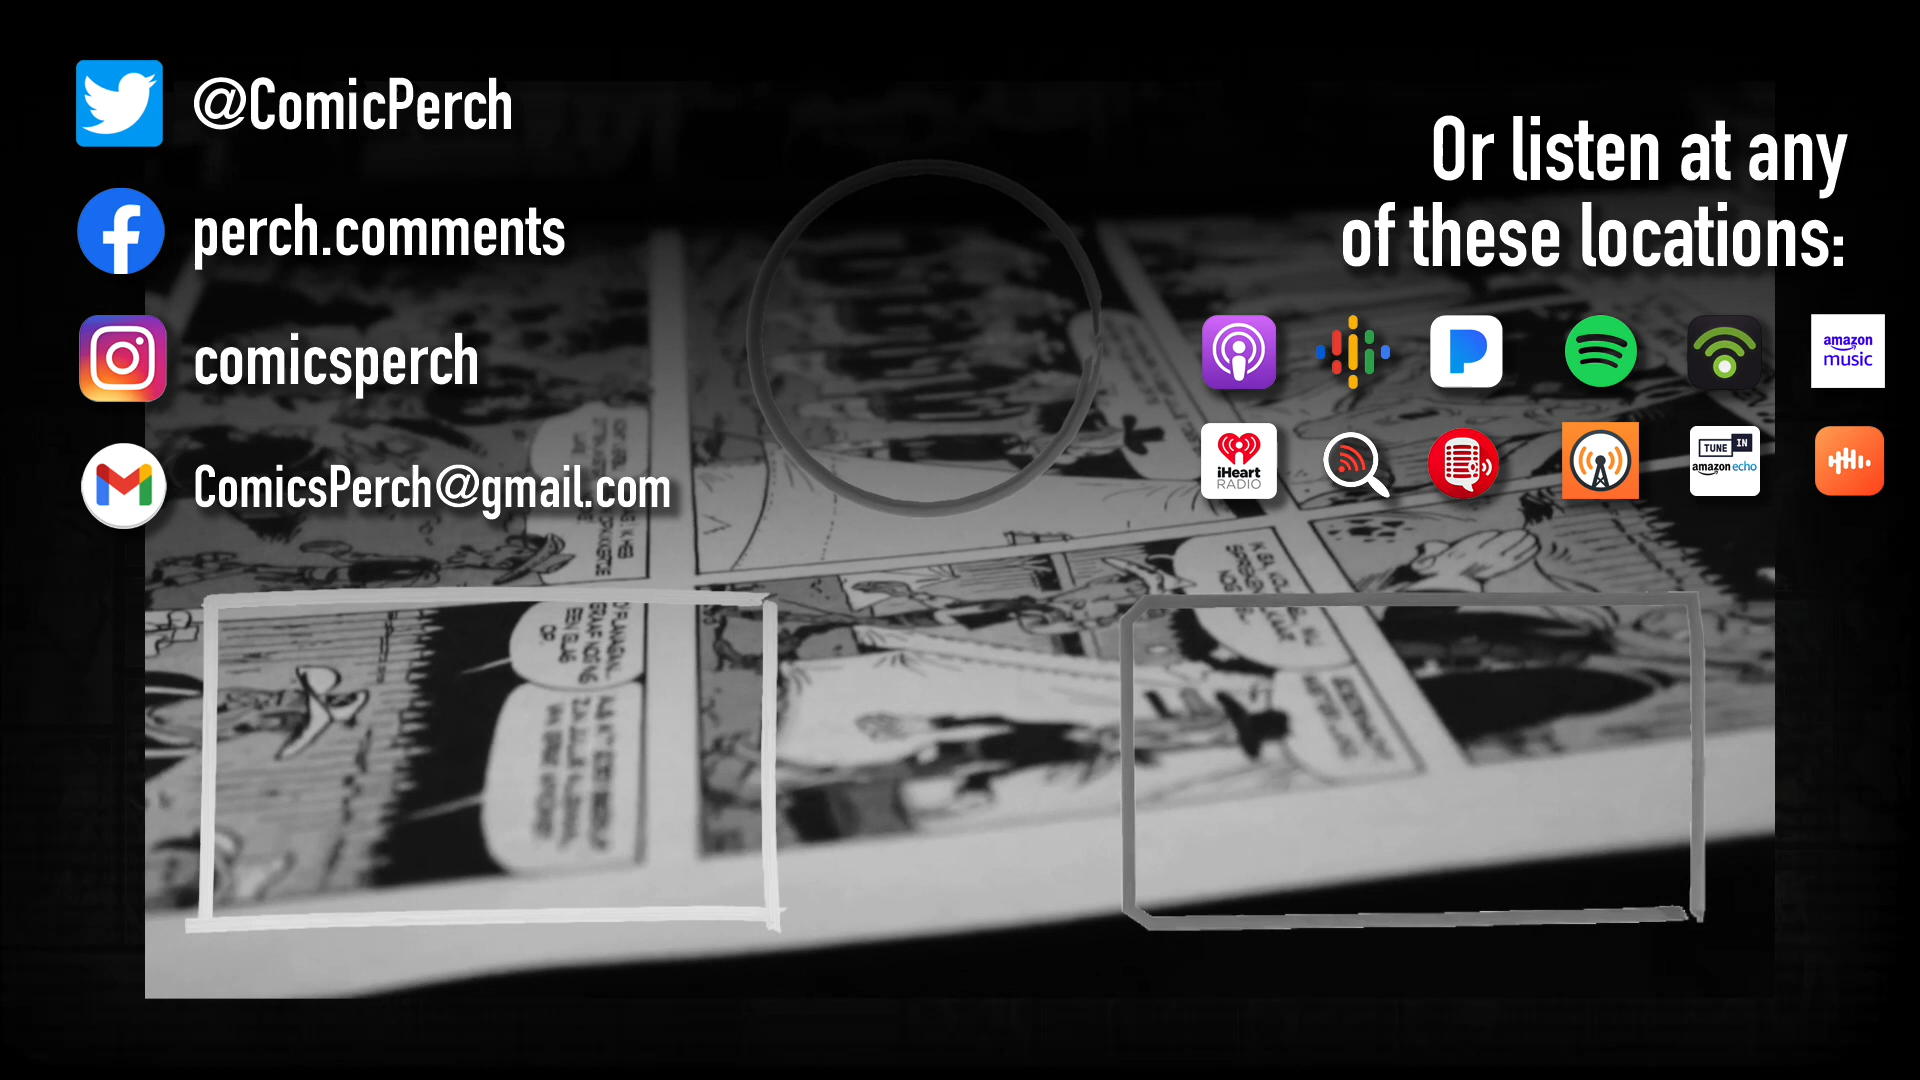 @ComicPerch
perch.comments
comicsperch
ComicsPerch@gmail.com
Or listen at any
of these locations:
amazon
music
iHeart
RADIO
TUNE IN
amazon echo